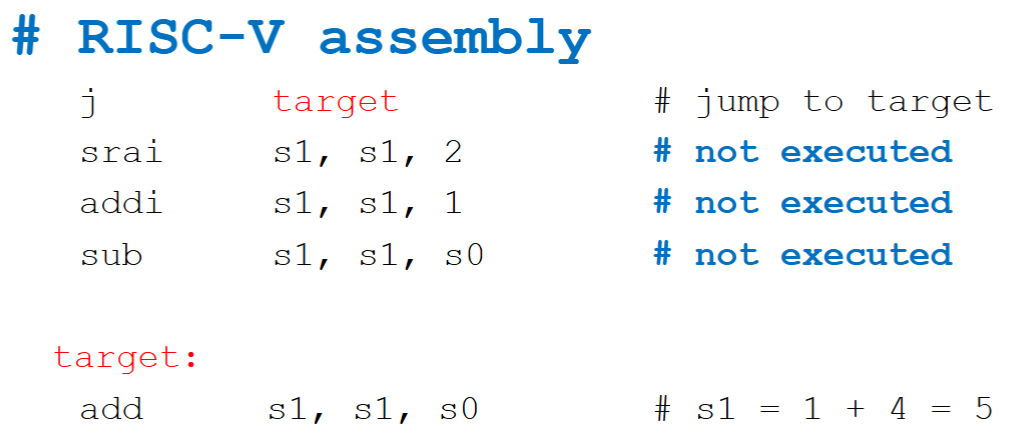 # RISC-V assembly
j target # jump to target
srai s1, s1, 2 # not executed
addi s1, s1, 1 # not executed
sub s1, s1, s0 # not executed
target:
add s1, s1, s0 # s1 = 1 + 4 = 5